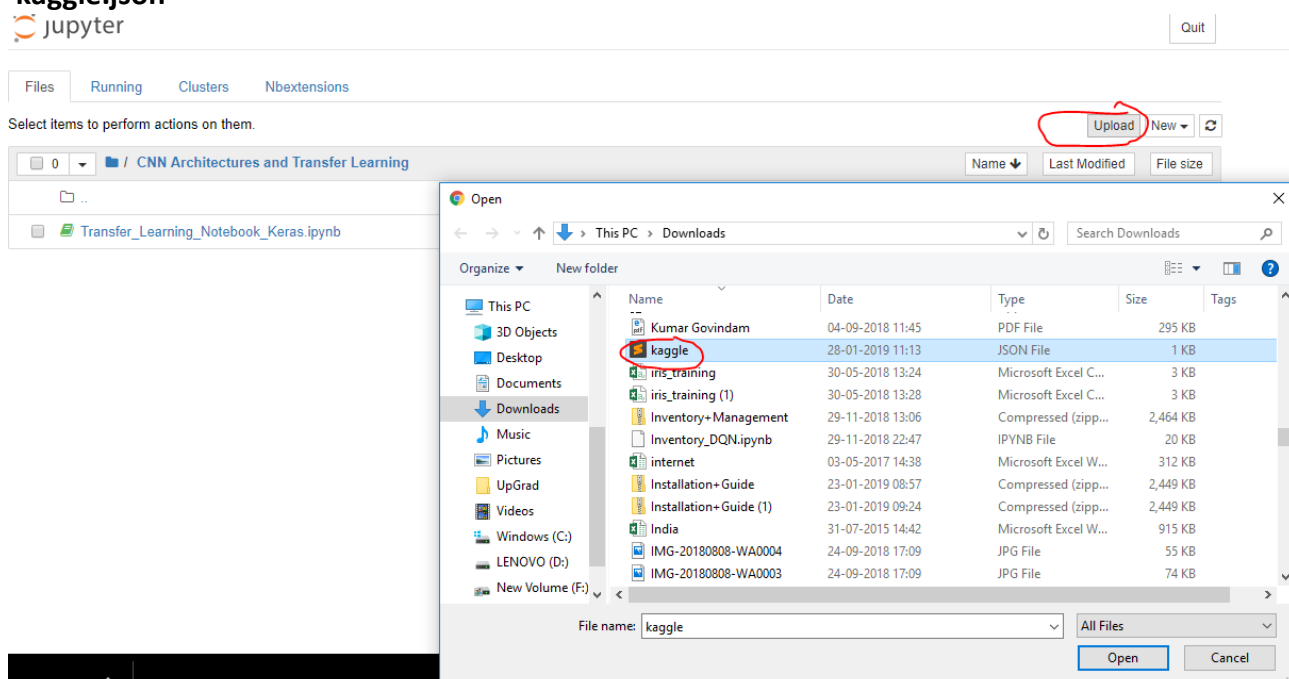 kaggle.json
jupyter
Quit
Files Running Clusters Nbextensions
Select items to perform actions on them.
Upload New
0 / CNN Architectures and Transfer Learning Name Last Modified File size
..
Transfer_Learning_Notebook_Keras.ipynb
Open
This PC > Downloads Search Downloads
Organize New folder
Name Date Type Size Tags
This PC
3D Objects
Desktop
Documents
Downloads
Music
Pictures
UpGrad
Videos
Windows (C:)
LENOVO (D:)
New Volume (F:)
Kumar Govindam 04-09-2018 11:45 PDF File 295 KB
kaggle 28-01-2019 11:13 JSON File 1 KB
iris_training 30-05-2018 13:24 Microsoft Excel C... 3 KB
iris_training (1) 30-05-2018 13:28 Microsoft Excel C... 3 KB
Inventory+Management 29-11-2018 13:06 Compressed (zipp... 2,464 KB
Inventory_DQN.ipynb 29-11-2018 22:47 IPYNB File 20 KB
internet 03-05-2017 14:38 Microsoft Excel W... 312 KB
Installation+Guide 23-01-2019 08:57 Compressed (zipp... 2,449 KB
Installation+Guide (1) 23-01-2019 09:24 Compressed (zipp... 2,449 KB
India 31-07-2015 14:42 Microsoft Excel W... 915 KB
IMG-20180808-WA0004 24-09-2018 17:09 JPG File 55 KB
IMG-20180808-WA0003 24-09-2018 17:09 JPG File 74 KB
File name: kaggle All Files
Open Cancel